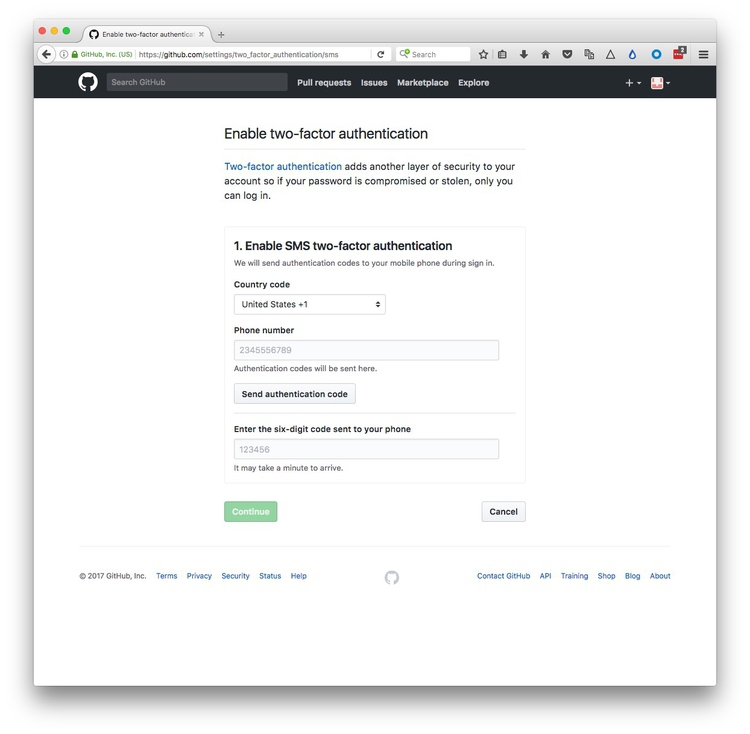 Enable two-factor authentica
GitHub, Inc. (US)
https://github.com/settings/two_factor_authentication/sms
Search
2
Search GitHub
Pull requests Issues Marketplace Explore
Enable two-factor authentication
Two-factor authentication adds another layer of security to your
account so if your password is compromised or stolen, only you
can log in.
1. Enable SMS two-factor authentication
We will send authentication codes to your mobile phone during sign in.
Country code
United States +1
Phone number
2345556789
Authentication codes will be sent here.
Send authentication code
Enter the six-digit code sent to your phone
123456
It may take a minute to arrive.
Continue Cancel
© 2017 GitHub, Inc. Terms Privacy Security Status Help Contact GitHub API Training Shop Blog About